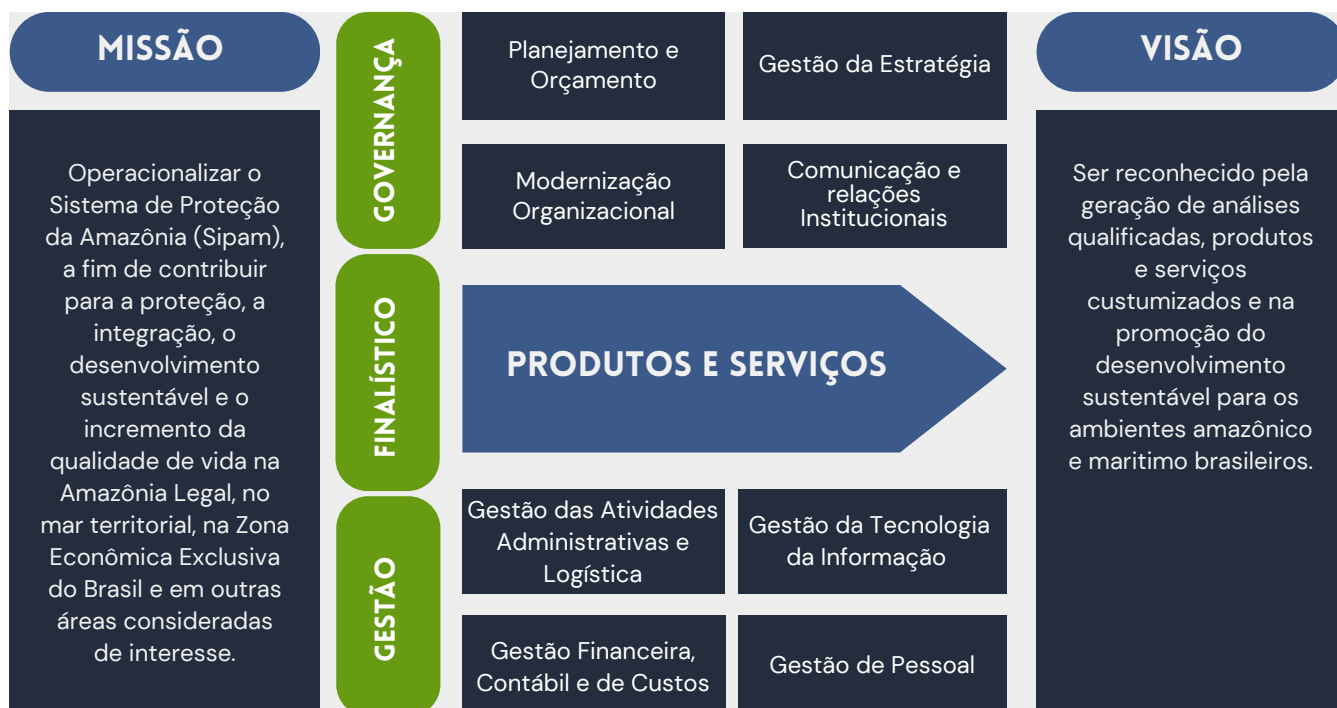 MISSÃO
Operacionalizar o
Sistema de Proteção
da Amazônia (Sipam),
a fim de contribuir
para a proteção, a
integração, o
desenvolvimento
sustentável e o
incremento da
qualidade de vida na
Amazônia Legal, no
mar territorial, na Zona
Econômica Exclusiva
do Brasil e em outras
áreas consideradas
de interesse.
GOVERNANÇA
Planejamento e
Orçamento
Gestão da Estratégia
Modernização
Organizacional
Comunicação e
relações
Institucionais
FINALÍSTICO
PRODUTOS E SERVIÇOS
GESTÃO
Gestão das Atividades
Administrativas e
Logística
Gestão da Tecnologia
da Informação
Gestão Financeira,
Contábil e de Custos
Gestão de Pessoal
VISÃO
Ser reconhecido pela
geração de análises
qualificadas, produtos
e serviços
custumizados e na
promoção do
desenvolvimento
sustentável para os
ambientes amazônico
e maritimo brasileiros.